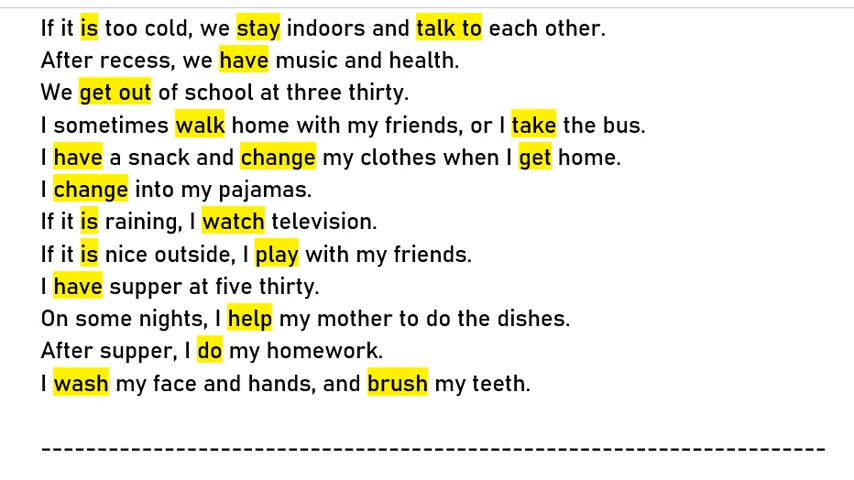 If it is too cold, we stay indoors and talk to each other.
After recess, we have music and health.
We get out of school at three thirty.
I sometimes walk home with my friends, or I take the bus.
I have a snack and change my clothes when I get home.
I change into my pajamas.
If it is raining, I watch television.
If it is nice outside, I play with my friends.
I have supper at five thirty.
On some nights, I help my mother to do the dishes.
After supper, I do my homework.
I wash my face and hands, and brush my teeth.